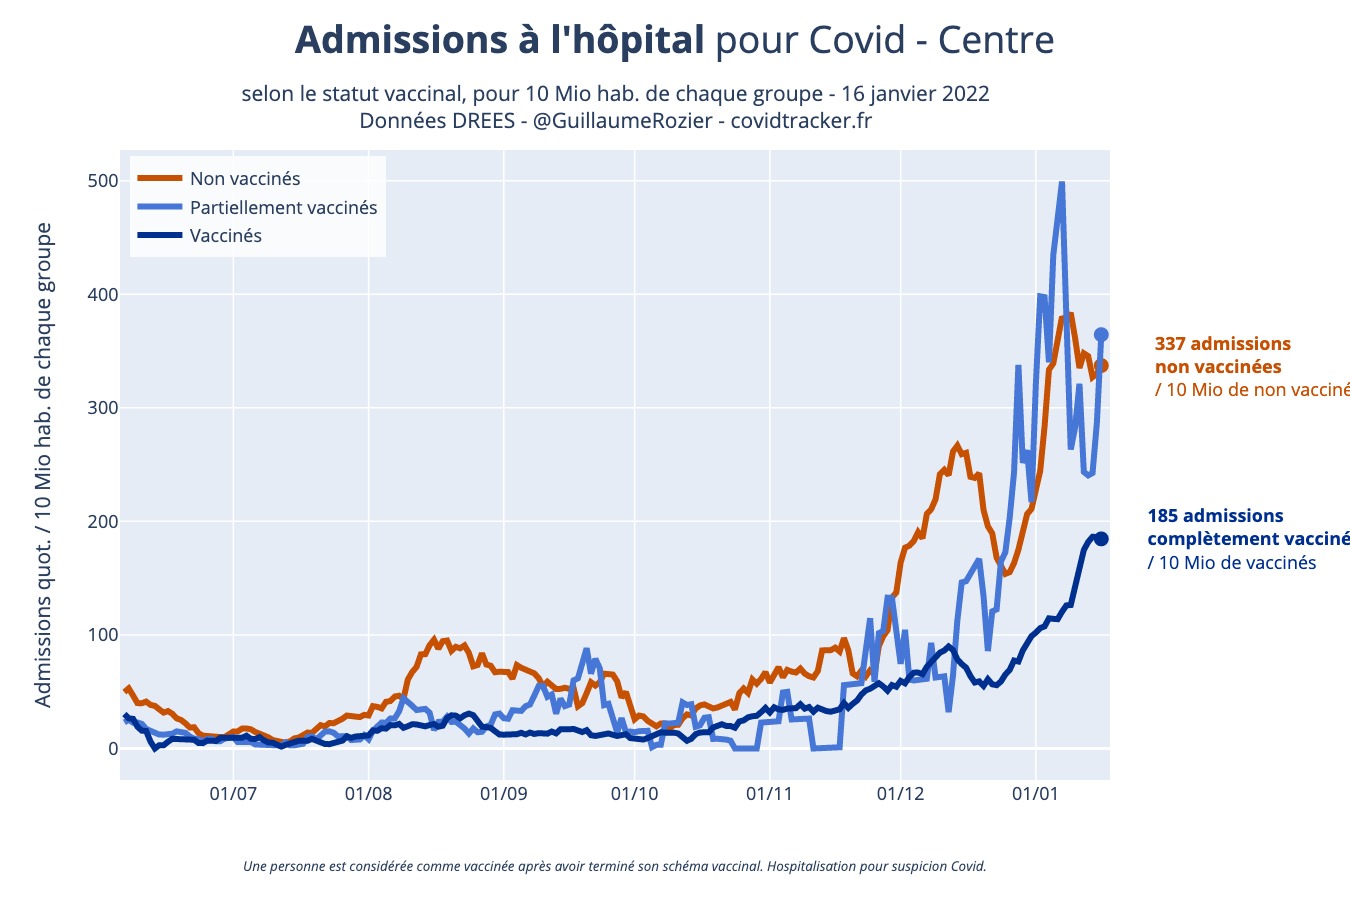 Admissions à l'hôpital pour Covid - Centre
selon le statut vaccinal, pour 10 Mio hab. de chaque groupe - 16 janvier 2022
Données DREES - @GuillaumeRozier - covidtracker.fr
Non vaccinés
Partiellement vaccinés
Vaccinés
Admissions quot. / 10 Mio hab. de chaque groupe
500
400
300
200
100
0
01/07
01/08
01/09
01/10
01/11
01/12
01/01
337 admissions
non vaccinées
/ 10 Mio de non vacciné
185 admissions
complètement vacciné
/ 10 Mio de vaccinés
Une personne est considérée comme vaccinée après avoir terminé son schéma vaccinal. Hospitalisation pour suspicion Covid.